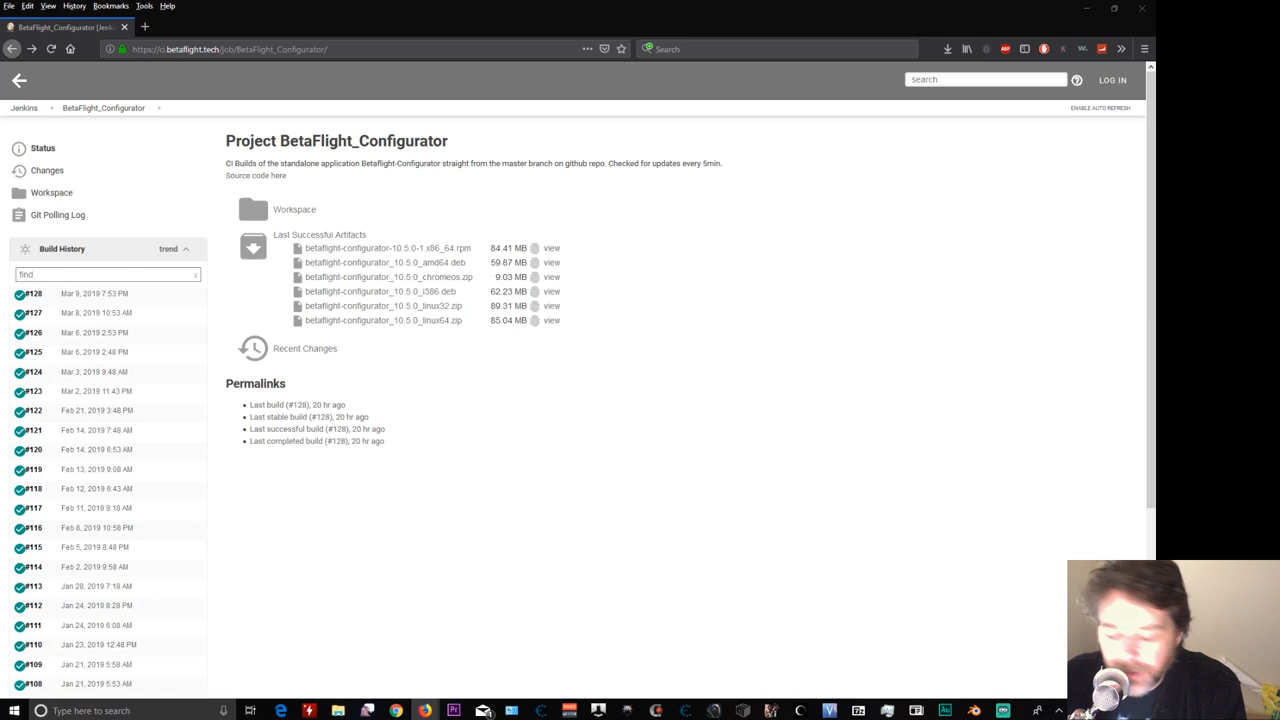 File Edit View History Bookmarks Tools Help
BetaFlight_Configurator [Jenki
https://ci.betaflight.tech/job/BetaFlight_Configurator/
Search
search
LOG IN
Jenkins BetaFlight_Configurator
ENABLE AUTO REFRESH
Status
Changes
Workspace
Git Polling Log
Build History trend
find x
#128 Mar 9, 2019 7:53 PM
#127 Mar 8, 2019 10:53 AM
#126 Mar 6, 2019 2:53 PM
#125 Mar 6, 2019 2:48 PM
#124 Mar 3, 2019 9:48 AM
#123 Mar 2, 2019 11:43 PM
#122 Feb 21, 2019 3:48 PM
#121 Feb 14, 2019 7:48 AM
#120 Feb 14, 2019 6:53 AM
#119 Feb 13, 2019 9:08 AM
#118 Feb 12, 2019 6:43 AM
#117 Feb 11, 2019 9:18 AM
#116 Feb 8, 2019 10:58 PM
#115 Feb 5, 2019 8:48 PM
#114 Feb 2, 2019 9:58 AM
#113 Jan 28, 2019 7:18 AM
#112 Jan 24, 2019 8:28 PM
#111 Jan 24, 2019 6:08 AM
#110 Jan 23, 2019 12:48 PM
#109 Jan 21, 2019 5:58 AM
#108 Jan 21, 2019 5:53 AM
Project BetaFlight_Configurator
CI Builds of the standalone application Betaflight-Configurator straight from the master branch on github repo. Checked for updates every 5min.
Source code here
Workspace
Last Successful Artifacts
betaflight-configurator-10.5.0-1.x86_64.rpm 84.41 MB view
betaflight-configurator_10.5.0_amd64.deb 59.87 MB view
betaflight-configurator_10.5.0_chromeos.zip 9.03 MB view
betaflight-configurator_10.5.0_i386.deb 62.23 MB view
betaflight-configurator_10.5.0_linux32.zip 89.31 MB view
betaflight-configurator_10.5.0_linux64.zip 85.04 MB view
Recent Changes
Permalinks
Last build (#128), 20 hr ago
Last stable build (#128), 20 hr ago
Last successful build (#128), 20 hr ago
Last completed build (#128), 20 hr ago
Type here to search